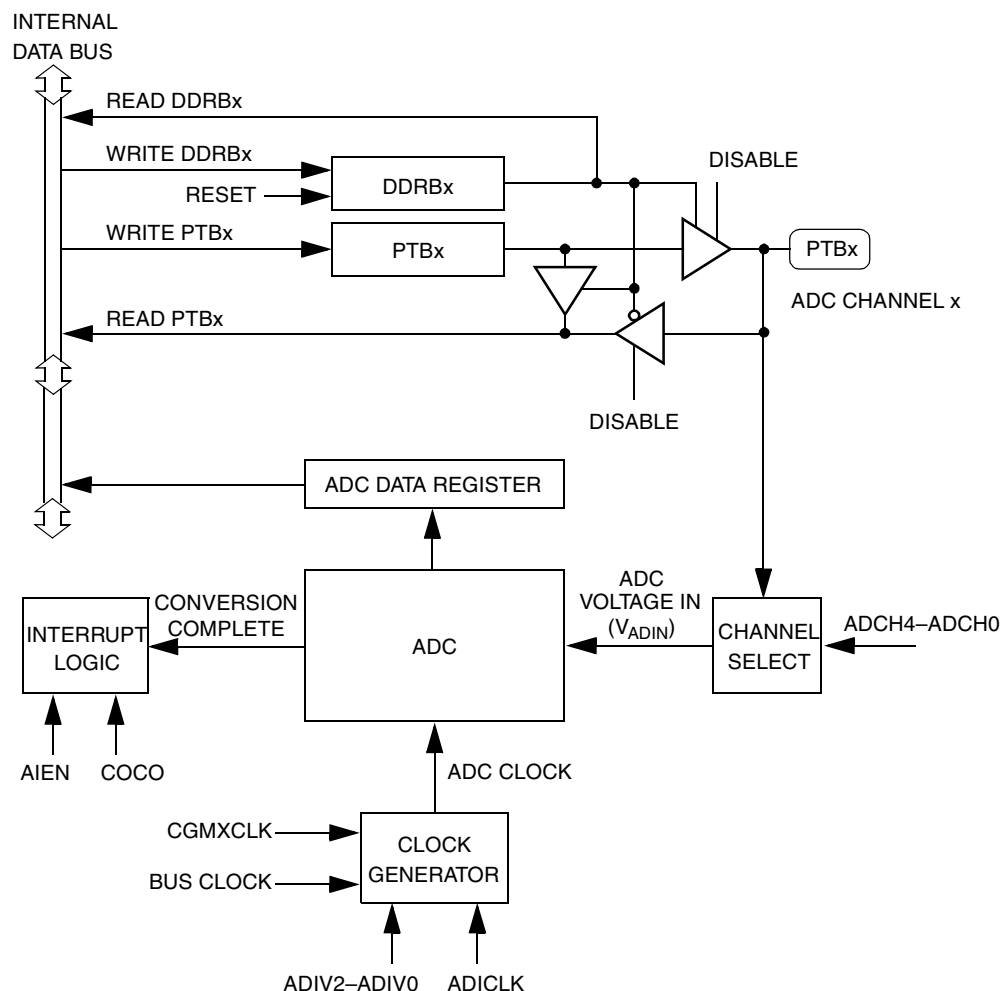 INTERNAL
DATA BUS
READ DDRBx
WRITE DDRBx
DISABLE
DDRBx
RESET
WRITE PTBx
PTBx
PTBx
ADC CHANNEL x
READ PTBx
DISABLE
ADC DATA REGISTER
INTERRUPT
LOGIC
CONVERSION
COMPLETE
ADC
ADC
VOLTAGE IN
(VADIN)
CHANNEL
SELECT
ADCH4–ADCH0
AIEN
COCO
ADC CLOCK
CGMXCLK
BUS CLOCK
CLOCK
GENERATOR
ADIV2–ADIV0
ADICLK